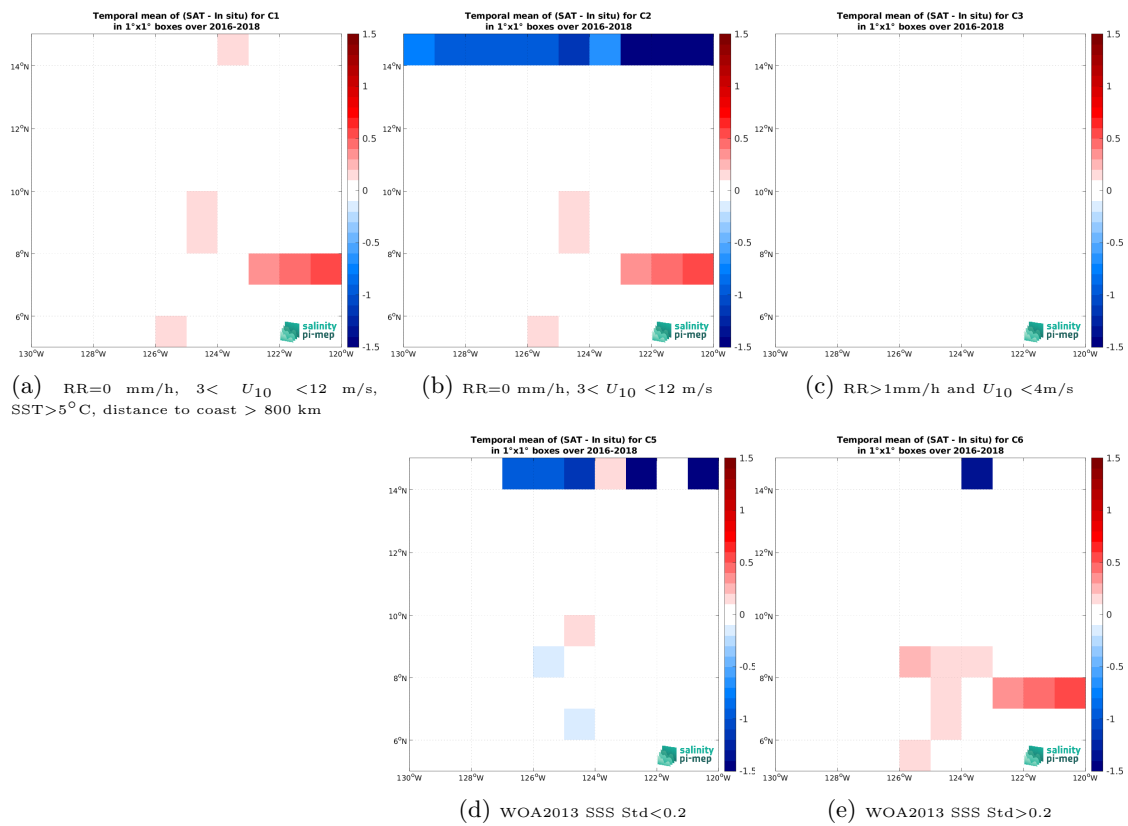 Temporal mean of (SAT - In situ) for C1
in 1°x1° boxes over 2016-2018
14°N
12°N
10°N
8°N
6°N
130°W
128°W
126°W
124°W
122°W
120°W
1.5
1
0.5
0
-0.5
-1
-1.5
salinity
pi-mep
Temporal mean of (SAT - In situ) for C2
in 1°x1° boxes over 2016-2018
14°N
12°N
10°N
8°N
6°N
130°W
128°W
126°W
124°W
122°W
120°W
1.5
1
0.5
0
-0.5
-1
-1.5
salinity
pi-mep
Temporal mean of (SAT - In situ) for C3
in 1°x1° boxes over 2016-2018
14°N
12°N
10°N
8°N
6°N
130°W
128°W
126°W
124°W
122°W
120°W
1.5
1
0.5
0
-0.5
-1
-1.5
salinity
pi-mep
(a) RR=0 mm/h, 3< U10 <12 m/s,
SST>5°C, distance to coast > 800 km
(b) RR=0 mm/h, 3< U10 <12 m/s
(c) RR>1mm/h and U10 <4m/s
Temporal mean of (SAT - In situ) for C5
in 1°x1° boxes over 2016-2018
14°N
12°N
10°N
8°N
6°N
130°W
128°W
126°W
124°W
122°W
120°W
1.5
1
0.5
0
-0.5
-1
-1.5
salinity
pi-mep
Temporal mean of (SAT - In situ) for C6
in 1°x1° boxes over 2016-2018
14°N
12°N
10°N
8°N
6°N
130°W
128°W
126°W
124°W
122°W
120°W
1.5
1
0.5
0
-0.5
-1
-1.5
salinity
pi-mep
(d) WOA2013 SSS Std<0.2
(e) WOA2013 SSS Std>0.2